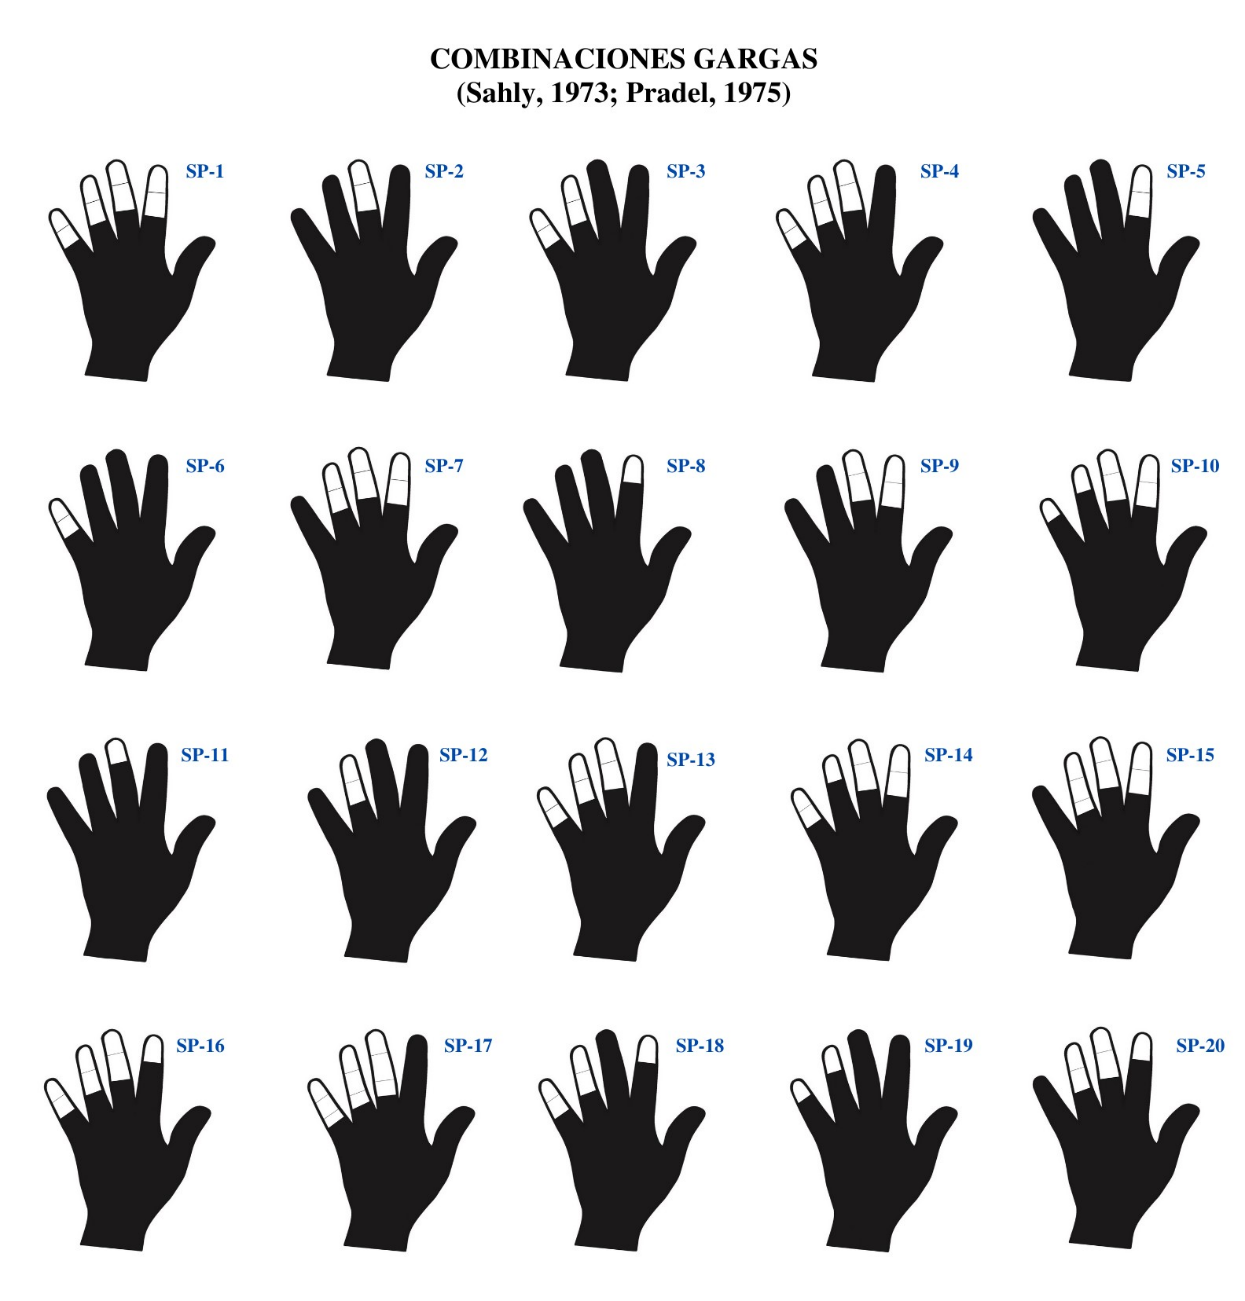 COMBINACIONES GARGAS
(Sahly, 1973; Pradel, 1975)
SP-1
SP-2
SP-3
SP-4
SP-5
SP-6
SP-7
SP-8
SP-9
SP-10
SP-11
SP-12
SP-13
SP-14
SP-15
SP-16
SP-17
SP-18
SP-19
SP-20